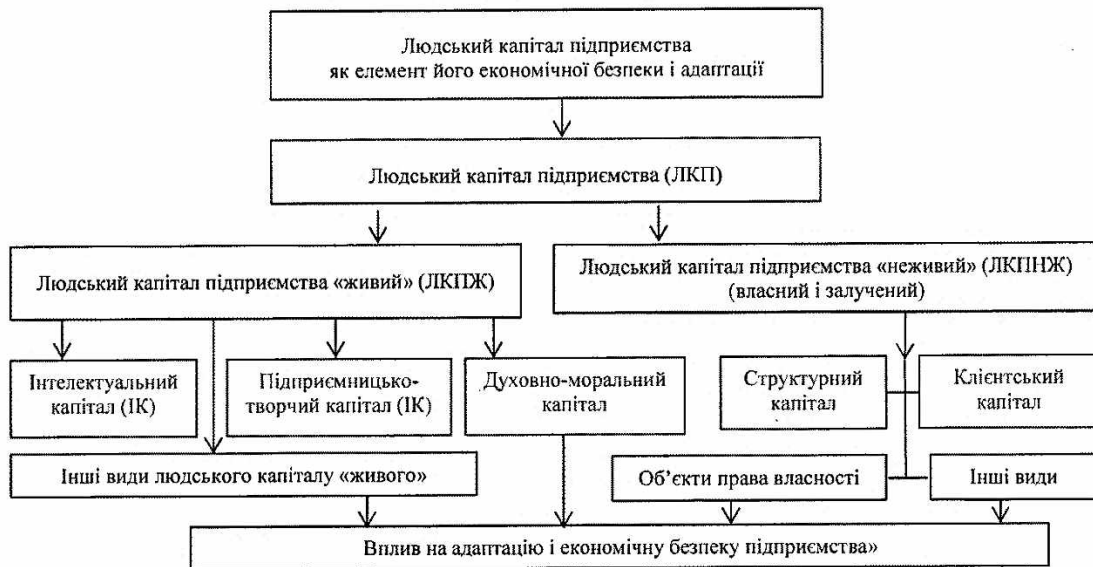 Людський капітал підприємства
як елемент його економічної безпеки і адаптації
Людський капітал підприємства (ЛКП)
Людський капітал підприємства «живий» (ЛКПЖ)
Людський капітал підприємства «неживий» (ЛКПНЖ)
(власний і залучений)
Інтелектуальний
капітал (ІК)
Підприємницько-
творчий капітал (ІК)
Духовно-моральний
капітал
Структурний
капітал
Клієнтський
капітал
Інші види людського капіталу «живого»
Об’єкти права власності
Інші види
Вплив на адаптацію і економічну безпеку підприємства»